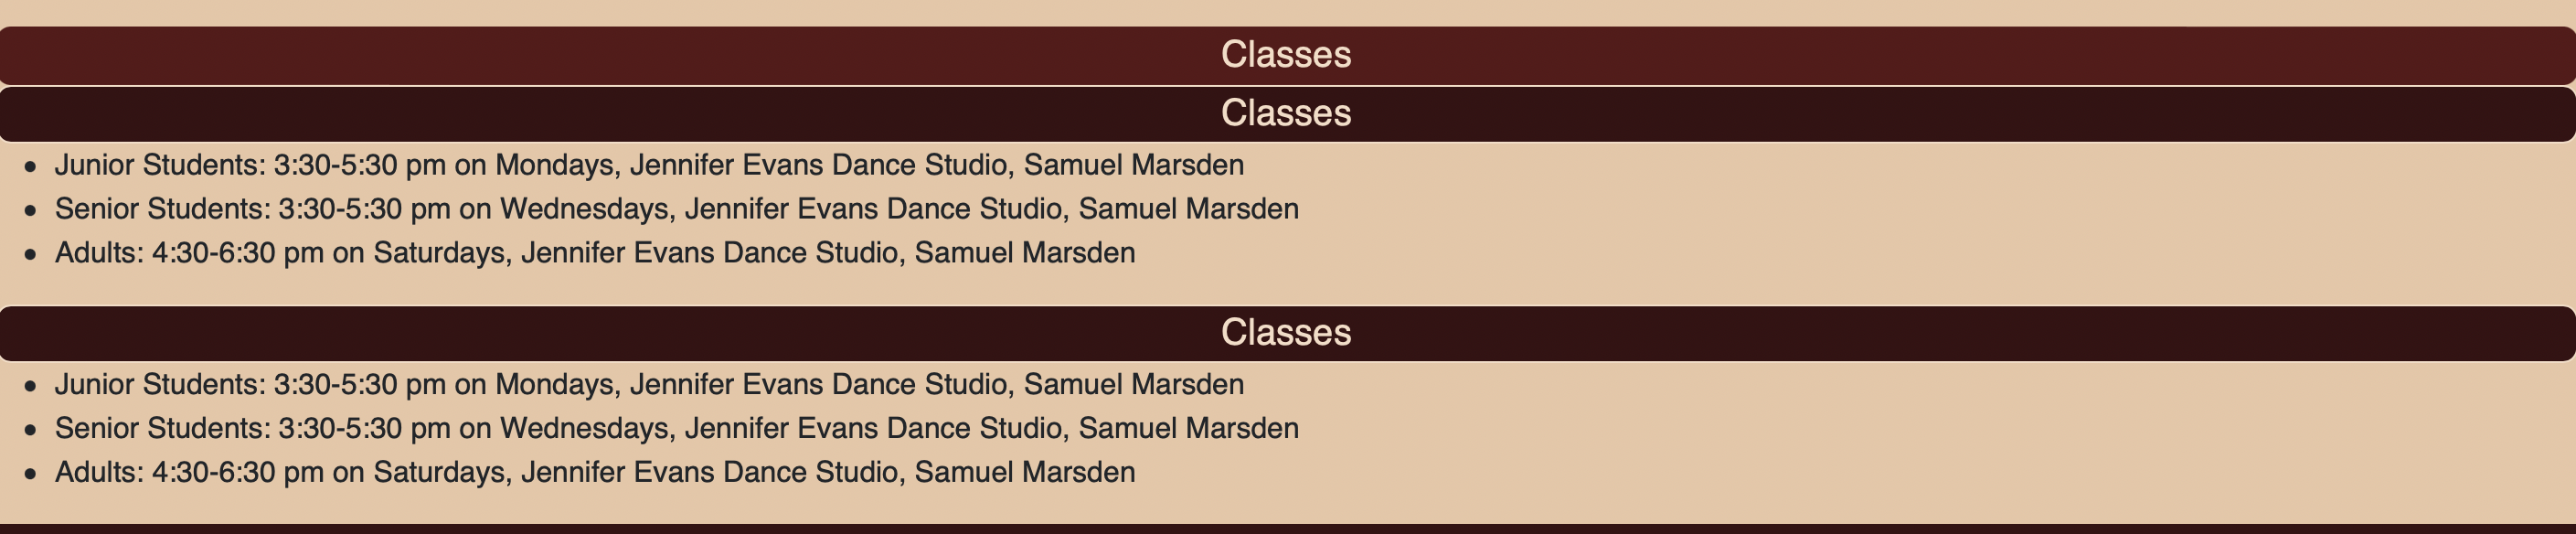 Classes
Classes
Junior Students: 3:30-5:30 pm on Mondays, Jennifer Evans Dance Studio, Samuel Marsden
Senior Students: 3:30-5:30 pm on Wednesdays, Jennifer Evans Dance Studio, Samuel Marsden
Adults: 4:30-6:30 pm on Saturdays, Jennifer Evans Dance Studio, Samuel Marsden
Classes
Junior Students: 3:30-5:30 pm on Mondays, Jennifer Evans Dance Studio, Samuel Marsden
Senior Students: 3:30-5:30 pm on Wednesdays, Jennifer Evans Dance Studio, Samuel Marsden
Adults: 4:30-6:30 pm on Saturdays, Jennifer Evans Dance Studio, Samuel Marsden